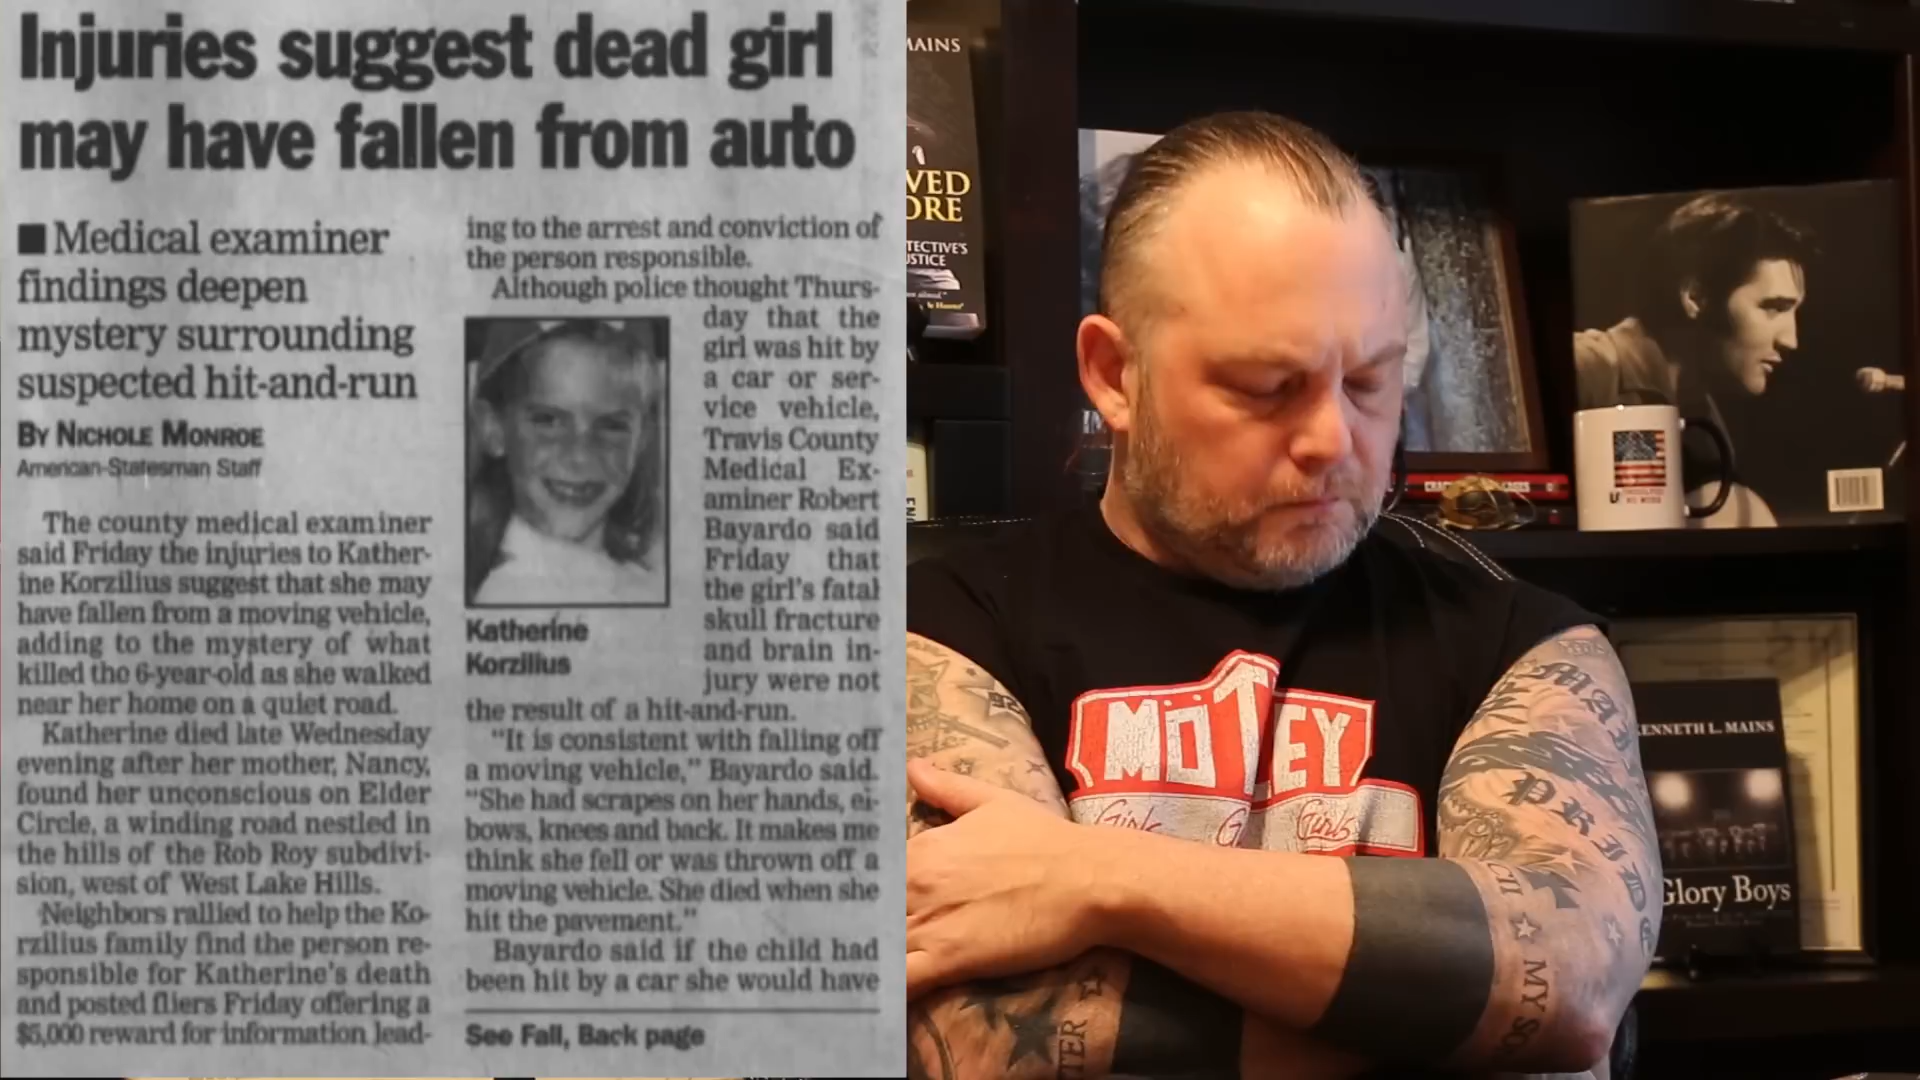 Injuries suggest dead girl
may have fallen from auto
■ Medical examiner
findings deepen
mystery surrounding
suspected hit-and-run
BY NICHOLE MONROE
American-Statesman Staff
The county medical examiner
said Friday the injuries to Kather-
ine Korzilius suggest that she may
have fallen from a moving vehicle,
adding to the mystery of what
killed the 6-year-old as she walked
near her home on a quiet road.
Katherine died late Wednesday
evening after her mother, Nancy,
found her unconscious on Elder
Circle, a winding road nestled in
the hills of the Rob Roy subdivi-
sion, west of West Lake Hills.
Neighbors rallied to help the Ko-
rzilius family find the person re-
sponsible for Katherine's death
and posted fliers Friday offering a
$5,000 reward for information lead-
ing to the arrest and conviction of
the person responsible.
Although police thought Thurs-
day that the
girl was hit by
a car or ser-
vice vehicle,
Travis County
Medical Ex-
aminer Robert
Bayardo said
Friday that
the girl's fatal
skull fracture
and brain in-
jury were not
the result of a hit-and-run.
Katherine
Korzilius
"It is consistent with falling off
a moving vehicle," Bayardo said.
"She had scrapes on her hands, el-
bows, knees and back. It makes me
think she fell or was thrown off a
moving vehicle. She died when she
hit the pavement."
Bayardo said if the child had
been hit by a car she would have
See Fall, Back page
MAINS
VED
ORE
TECTIVE'S
USTICE
MÖTLEY
Girls G Girls
KENNETH L. MAINS
Glory Boys
PRIDE
MY SO